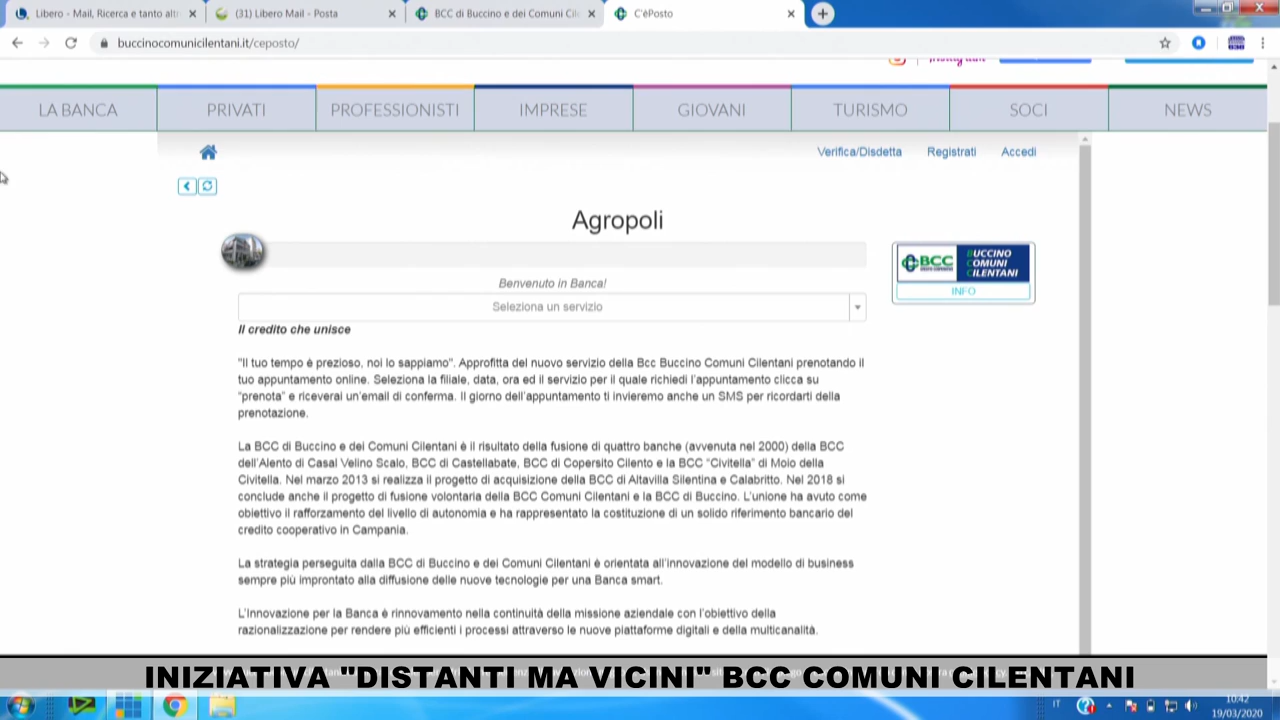 Libero - Mail, Ricerca e tanto alt
(31) Libero Mail - Posta
BCC di Buccino e dei Comuni Cil
C'éPosto
buccinocomunicilentani.it/ceposto/
LA BANCA
PRIVATI
PROFESSIONISTI
IMPRESE
GIOVANI
TURISMO
SOCI
NEWS
Verifica/Disdetta
Registrati
Accedi
Agropoli
Benvenuto in Banca!
Seleziona un servizio
BCC
BUCCINO
COMUNI
CILENTANI
INFO
Il credito che unisce
"Il tuo tempo è prezioso, noi lo sappiamo". Approfitta del nuovo servizio della Bcc Buccino Comuni Cilentani prenotando il
tuo appuntamento online. Seleziona la filiale, data, ora ed il servizio per il quale richiedi l'appuntamento clicca su
"prenota" e riceverai un'email di conferma. Il giorno dell'appuntamento ti invieremo anche un SMS per ricordarti della
prenotazione.
La BCC di Buccino e dei Comuni Cilentani è il risultato della fusione di quattro banche (avvenuta nel 2000) della BCC
dell'Alento di Casal Velino Scalo, BCC di Castellabate, BCC di Copersito Cilento e la BCC "Civitella" di Moio della
Civitella. Nel marzo 2013 si realizza il progetto di acquisizione della BCC di Altavilla Silentina e Calabritto. Nel 2018 si
conclude anche il progetto di fusione volontaria della BCC Comuni Cilentani e la BCC di Buccino. L'unione ha avuto come
obiettivo il rafforzamento del livello di autonomia e ha rappresentato la costituzione di un solido riferimento bancario del
credito cooperativo in Campania.
La strategia perseguita dalla BCC di Buccino e dei Comuni Cilentani è orientata all'innovazione del modello di business
sempre più improntato alla diffusione delle nuove tecnologie per una Banca smart.
L'Innovazione per la Banca è rinnovamento nella continuità della missione aziendale con l'obiettivo della
razionalizzazione per rendere più efficienti i processi attraverso le nuove piattaforme digitali e della multicanalità.
INIZIATIVA "DISTANTI MA VICINI" BCC COMUNI CILENTANI
IT
10:42
19/03/2020